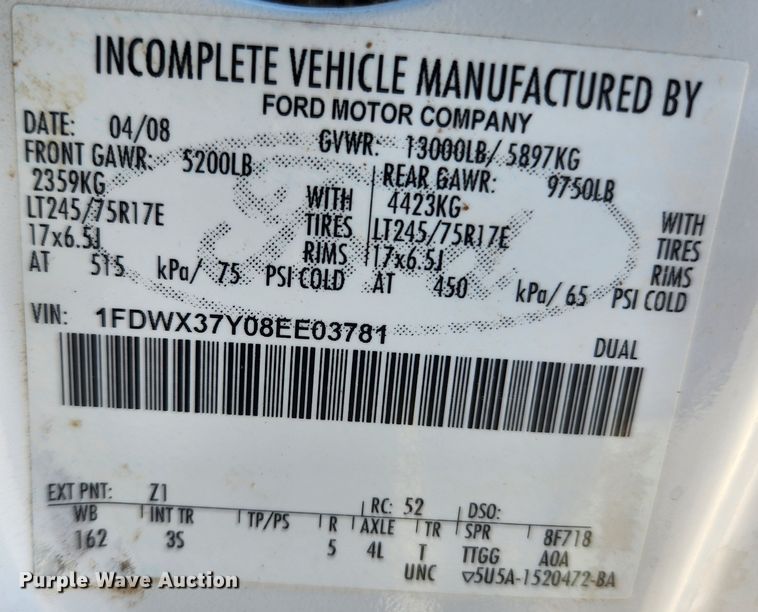 INCOMPLETE VEHICLE MANUFACTURED BY
FORD MOTOR COMPANY
DATE: 04/08 GVWR: 13000LB/ 5897KG
FRONT GAWR: 5200LB REAR GAWR: 9750LB
2359KG WITH 4423KG WITH
LT245/75R17E TIRES LT245/75R17E TIRES
17x6.5J RIMS 17x6.5J RIMS
AT 515 kPa/ 75 PSI COLD AT 450 kPa/ 65 PSI COLD
VIN: 1FDWX37Y08EE03781
DUAL
EXT PNT: Z1 RC: 52 DSO:
WB INT TR TP/PS R AXLE TR SPR 8F718
162 3S 5 4L T TTGG A0A
UNC ▽5U5A-1520472-BA
Purple Wave Auction